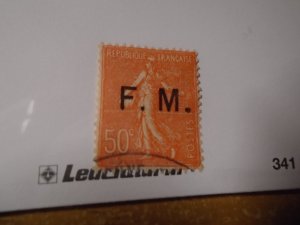 REPUBLIQUE FRANÇAISE
F. M.
50c
POSTES
Leuchtturm
341